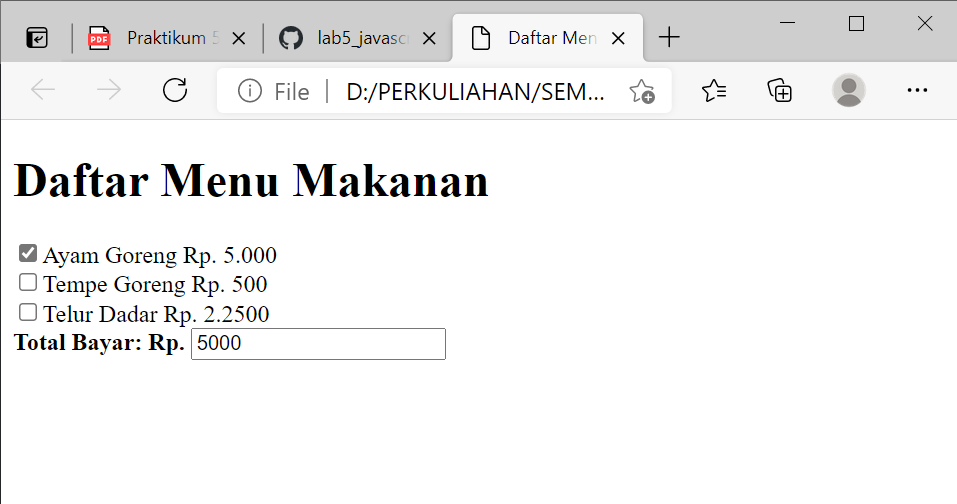 PDF Praktikum 5 lab5_javasc Daftar Men
File D:/PERKULIAHAN/SEM...
Daftar Menu Makanan
Ayam Goreng Rp. 5.000
Tempe Goreng Rp. 500
Telur Dadar Rp. 2.2500
Total Bayar: Rp. 5000